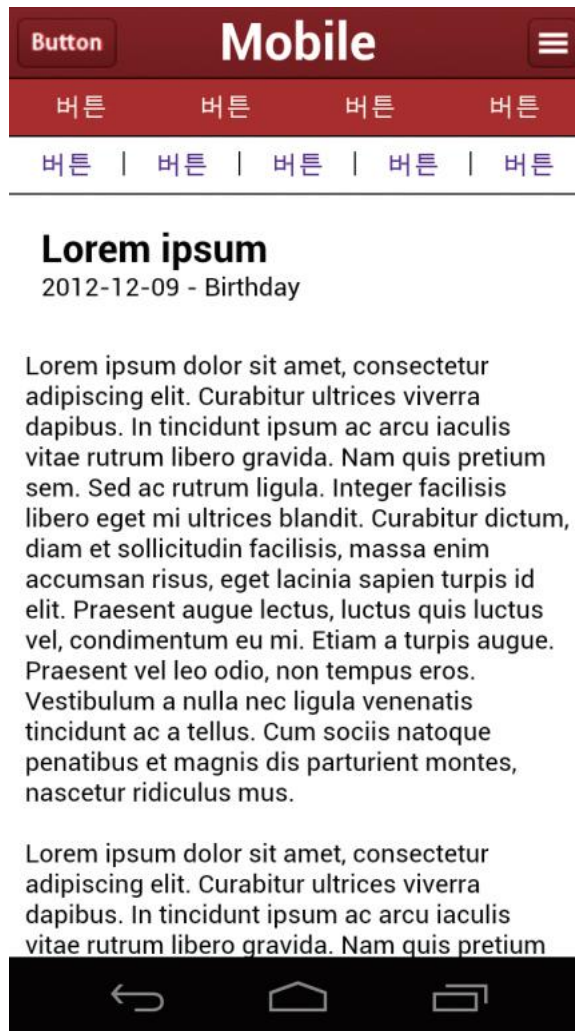 Button Mobile
버튼 버튼 버튼 버튼
버튼 | 버튼 | 버튼 | 버튼 | 버튼
Lorem ipsum
2012-12-09 - Birthday
Lorem ipsum dolor sit amet, consectetur
adipiscing elit. Curabitur ultrices viverra
dapibus. In tincidunt ipsum ac arcu iaculis
vitae rutrum libero gravida. Nam quis pretium
sem. Sed ac rutrum ligula. Integer facilisis
libero eget mi ultrices blandit. Curabitur dictum,
diam et sollicitudin facilisis, massa enim
accumsan risus, eget lacinia sapien turpis id
elit. Praesent augue lectus, luctus quis luctus
vel, condimentum eu mi. Etiam a turpis augue.
Praesent vel leo odio, non tempus eros.
Vestibulum a nulla nec ligula venenatis
tincidunt ac a tellus. Cum sociis natoque
penatibus et magnis dis parturient montes,
nascetur ridiculus mus.
Lorem ipsum dolor sit amet, consectetur
adipiscing elit. Curabitur ultrices viverra
dapibus. In tincidunt ipsum ac arcu iaculis
vitae rutrum libero gravida. Nam quis pretium